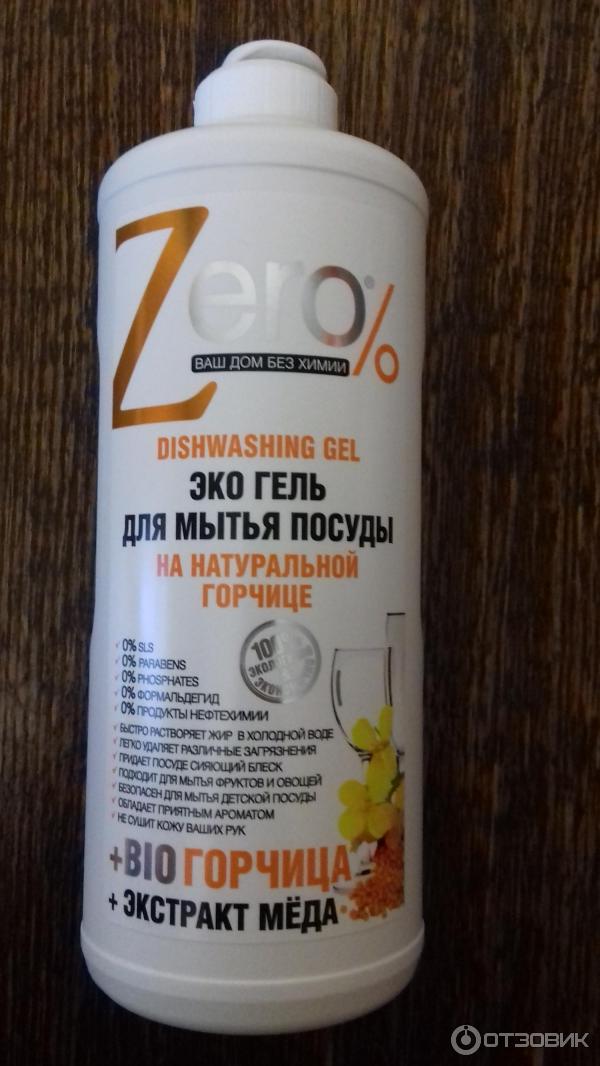 Zero%
ВАШ ДОМ БЕЗ ХИМИИ
DISHWASHING GEL
ЭКО ГЕЛЬ
ДЛЯ МЫТЬЯ ПОСУДЫ
НА НАТУРАЛЬНОЙ
ГОРЧИЦЕ
0% SLS
0% PARABENS
0% PHOSPHATES
0% ФОРМАЛЬДЕГИД
0% ПРОДУКТЫ НЕФТЕХИМИИ
100%
БЫСТРО РАСТВОРЯЕТ ЖИР В ХОЛОДНОЙ ВОДЕ
ЛЕГКО УДАЛЯЕТ РАЗЛИЧНЫЕ ЗАГРЯЗНЕНИЯ
ПРИДАЕТ ПОСУДЕ СИЯЮЩИЙ БЛЕСК
ПОДХОДИТ ДЛЯ МЫТЬЯ ФРУКТОВ И ОВОЩЕЙ
БЕЗОПАСЕН ДЛЯ МЫТЬЯ ДЕТСКОЙ ПОСУДЫ
ОБЛАДАЕТ ПРИЯТНЫМ АРОМАТОМ
НЕ СУШИТ КОЖУ ВАШИХ РУК
+BIO ГОРЧИЦА
+ ЭКСТРАКТ МЁДА
ОТЗОВИК